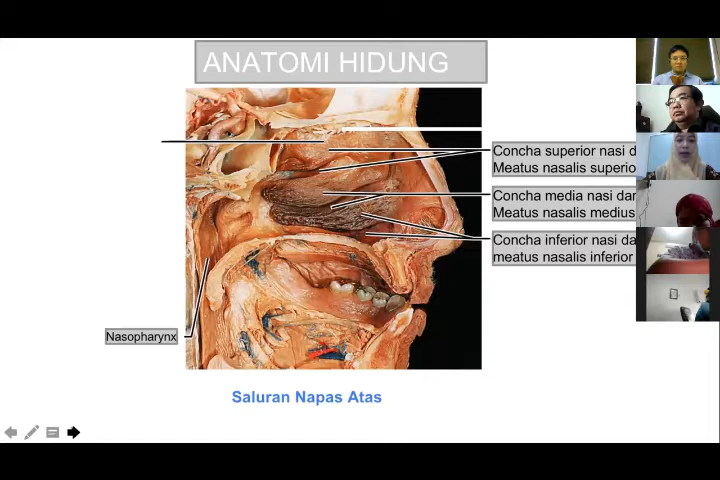 ANATOMI HIDUNG
Concha superior nasi d
Meatus nasalis superio
Concha media nasi dar
Meatus nasalis medius
Concha inferior nasi da
meatus nasalis inferior
Nasopharynx
Saluran Napas Atas